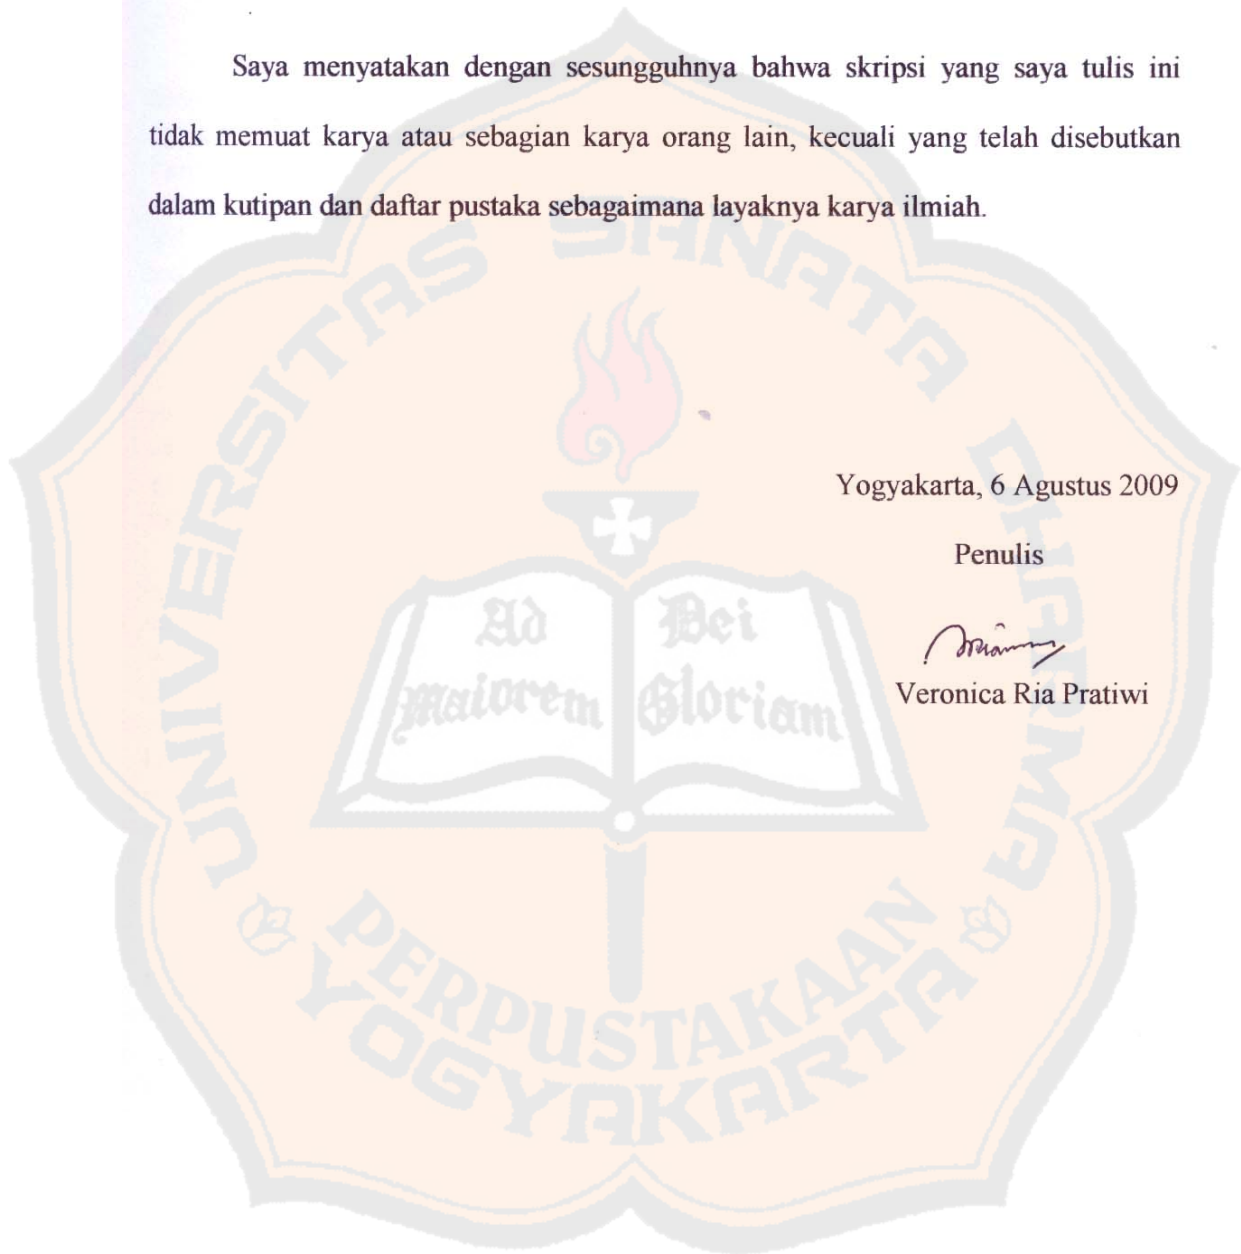 Saya menyatakan dengan sesungguhnya bahwa skripsi yang saya tulis ini
tidak memuat karya atau sebagian karya orang lain, kecuali yang telah disebutkan
dalam kutipan dan daftar pustaka sebagaimana layaknya karya ilmiah.
UNIVERSITAS SANATA DHARMA
Yogyakarta, 6 Agustus 2009
Penulis
Veronica Ria Pratiwi
Ad Dei
maiorem Gloriam
PERPUSTAKAAN
YOGYAKARTA